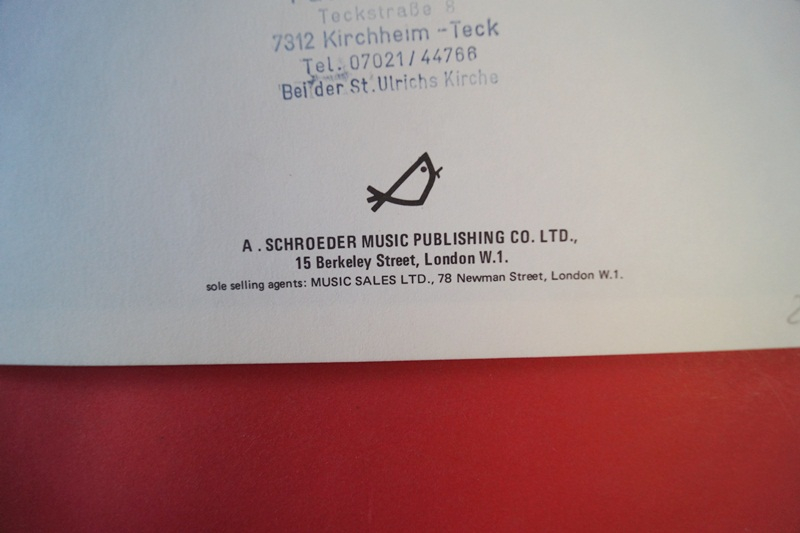 Teckstraße 8
7312 Kirchheim -Teck
Tel. 07021/44766
Bei der St. Ulrichs Kirche
A . SCHROEDER MUSIC PUBLISHING CO. LTD.,
15 Berkeley Street, London W.1.
sole selling agents: MUSIC SALES LTD., 78 Newman Street, London W.1.